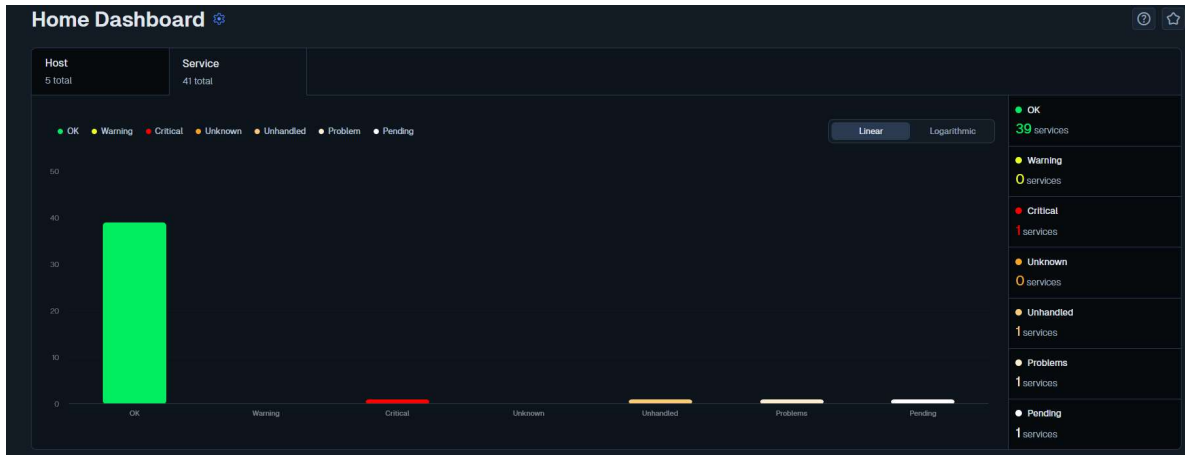 Home Dashboard
Host
5 total
Service
41 total
OK Warning Critical Unknown Unhandled Problem Pending
Linear Logarithmic
50
40
30
20
10
0
OK Warning Critical Unknown Unhandled Problems Pending
OK
39 services
Warning
0 services
Critical
1 services
Unknown
0 services
Unhandled
1 services
Problems
1 services
Pending
1 services